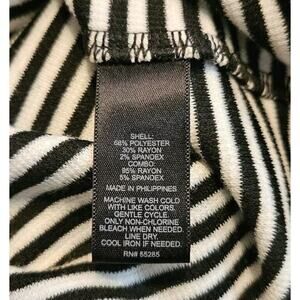 SHELL:
68% POLYESTER
30% RAYON
2% SPANDEX
COMBO:
95% RAYON
5% SPANDEX
MADE IN PHILIPPINES
MACHINE WASH COLD
WITH LIKE COLORS.
GENTLE CYCLE.
ONLY NON-CHLORINE
BLEACH WHEN NEEDED.
LINE DRY.
COOL IRON IF NEEDED.
RN# 55285